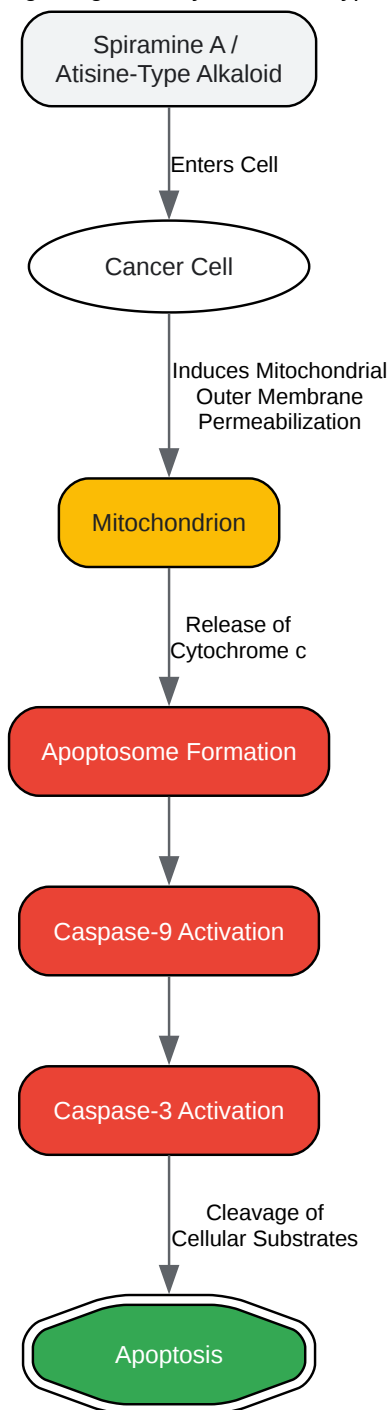 Spiramine A /
Atisine-Type Alkaloid
Enters Cell
Cancer Cell
Induces Mitochondrial
Outer Membrane
Permeabilization
Mitochondrion
Release of
Cytochrome c
Apoptosome Formation
Caspase-9 Activation
Caspase-3 Activation
Cleavage of
Cellular Substrates
Apoptosis